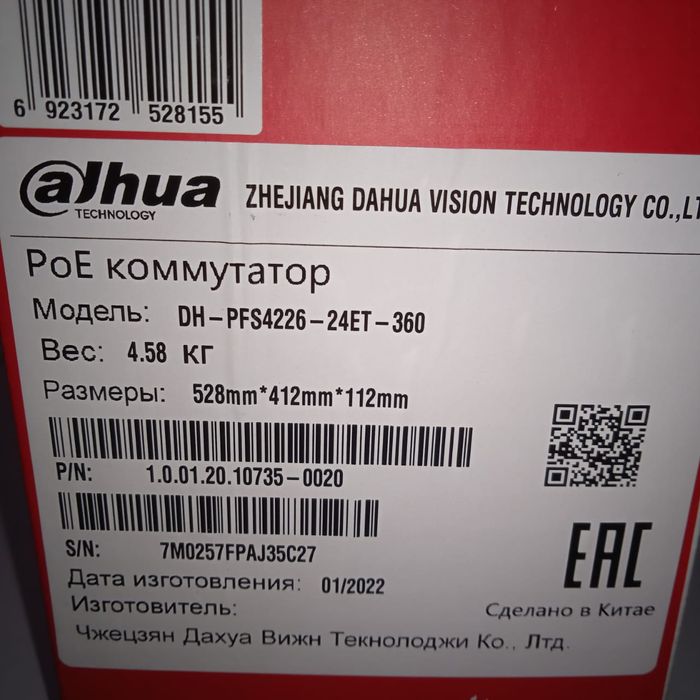 6 923172 528155
alhua
TECHNOLOGY
ZHEJIANG DAHUA VISION TECHNOLOGY CO.,LT
PoE коммутатор
Модель: DH-PFS4226-24ET-360
Вес: 4.58 кг
Размеры: 528mm*412mm*112mm
P/N: 1.0.01.20.10735-0020
S/N: 7M0257FPAJ35C27
EAC
Дата изготовления: 01/2022
Сделано в Китае
Изготовитель:
Чжецзян Дахуа Вижн Текнолоджи Ко., Лтд.